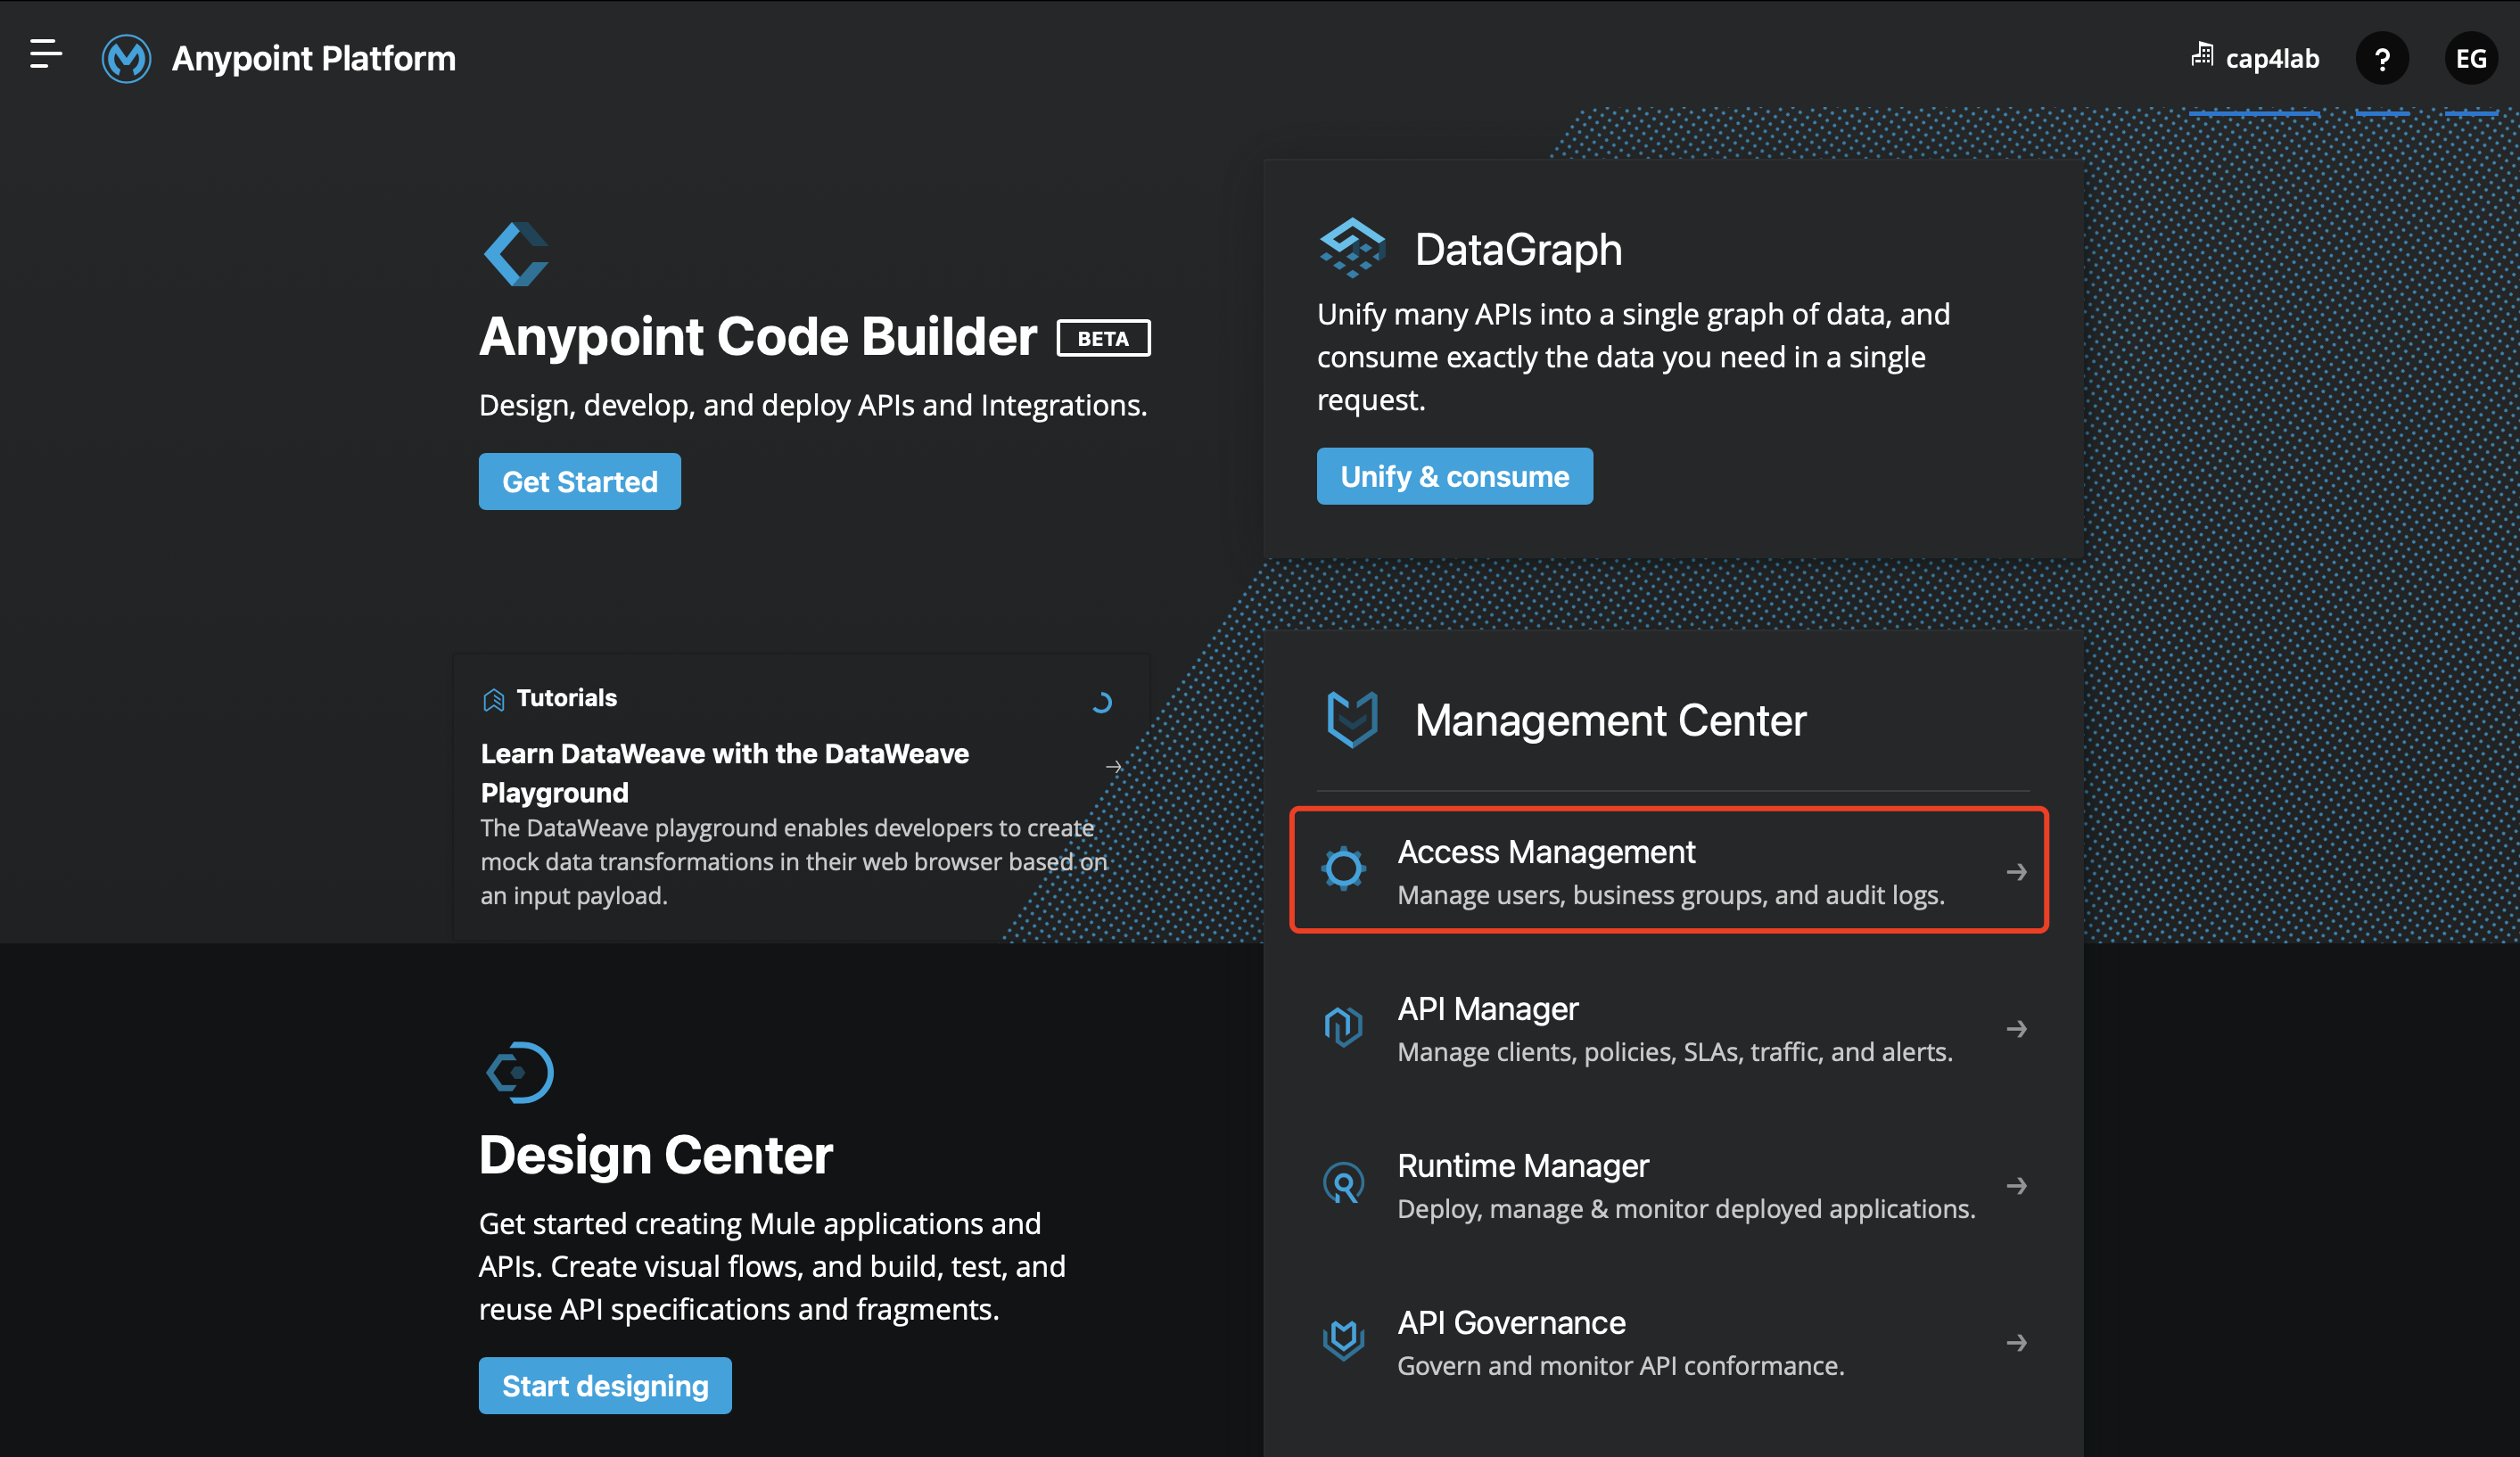 Anypoint Platform
cap4lab
?
EG
Anypoint Code Builder BETA
Design, develop, and deploy APIs and Integrations.
Get Started
DataGraph
Unify many APIs into a single graph of data, and
consume exactly the data you need in a single
request.
Unify & consume
Tutorials
Learn DataWeave with the DataWeave
Playground
The DataWeave playground enables developers to create
mock data transformations in their web browser based on
an input payload.
Management Center
Access Management
Manage users, business groups, and audit logs.
API Manager
Manage clients, policies, SLAs, traffic, and alerts.
Runtime Manager
Deploy, manage & monitor deployed applications.
API Governance
Govern and monitor API conformance.
Design Center
Get started creating Mule applications and
APIs. Create visual flows, and build, test, and
reuse API specifications and fragments.
Start designing